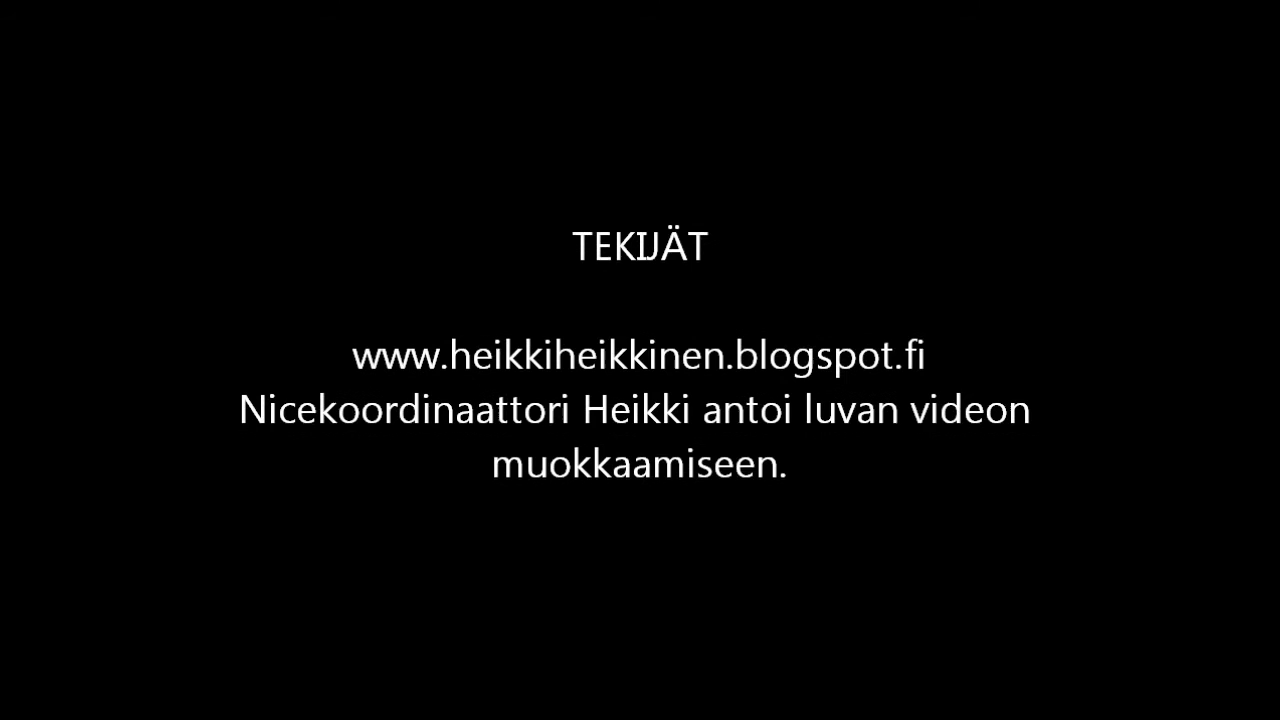 TEKIJÄT
www.heikkiheikkinen.blogspot.fi
Nicekoordinaattori Heikki antoi luvan videon
muokkaamiseen.